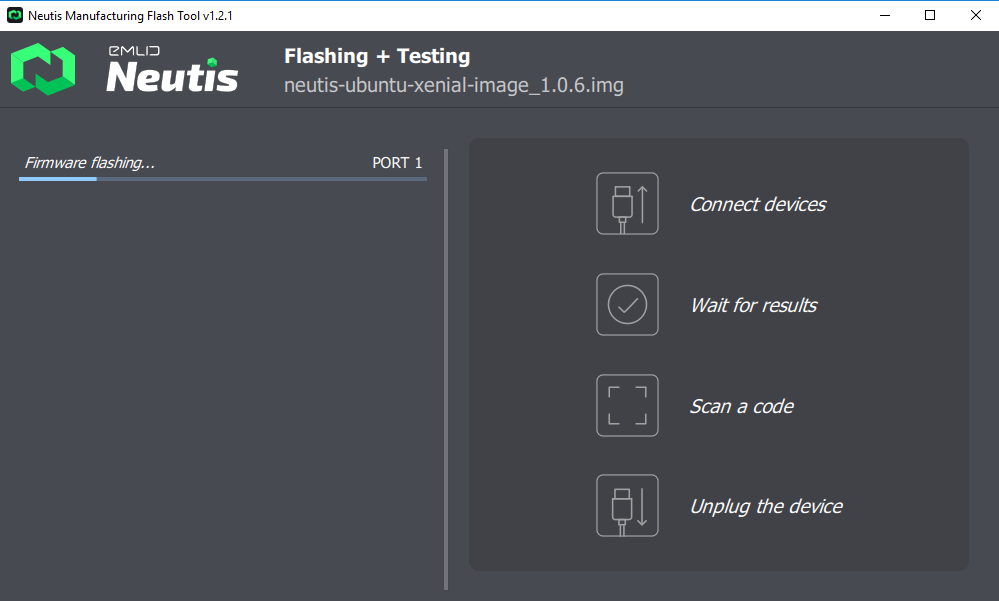 Neutis Manufacturing Flash Tool v1.2.1
EMLID
Neutis
Flashing + Testing
neutis-ubuntu-xenial-image_1.0.6.img
Firmware flashing... PORT 1
Connect devices
Wait for results
Scan a code
Unplug the device